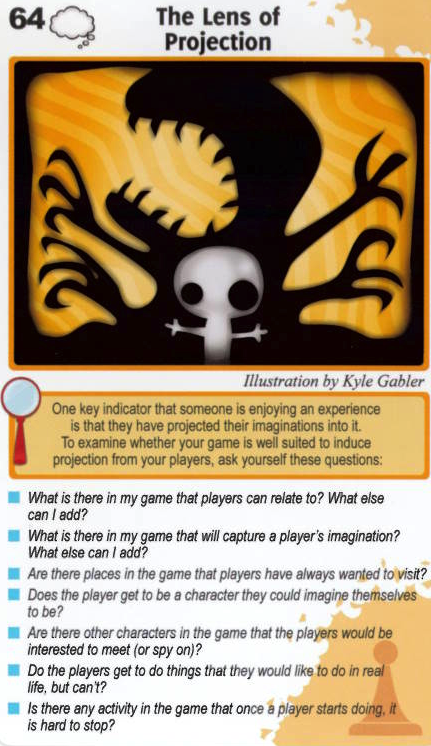 64
The Lens of
Projection
Illustration by Kyle Gabler
One key indicator that someone is enjoying an experience
is that they have projected their imaginations into it.
To examine whether your game is well suited to induce
projection from your players, ask yourself these questions:
What is there in my game that players can relate to? What else
can I add?
What is there in my game that will capture a player's imagination?
What else can I add?
Are there places in the game that players have always wanted to visit?
Does the player get to be a character they could imagine themselves
to be?
Are there other characters in the game that the players would be
interested to meet (or spy on)?
Do the players get to do things that they would like to do in real
life, but can't?
Is there any activity in the game that once a player starts doing, it
is hard to stop?